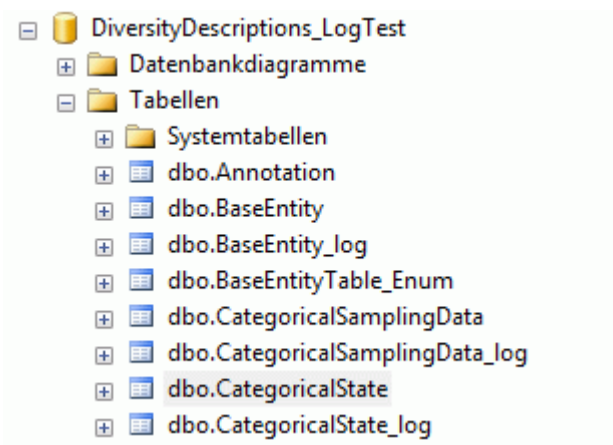 DiversityDescriptions_LogTest
Datenbankdiagramme
Tabellen
Systemtabellen
dbo.Annotation
dbo.BaseEntity
dbo.BaseEntity_log
dbo.BaseEntityTable_Enum
dbo.CategoricalSamplingData
dbo.CategoricalSamplingData_log
dbo.CategoricalState
dbo.CategoricalState_log